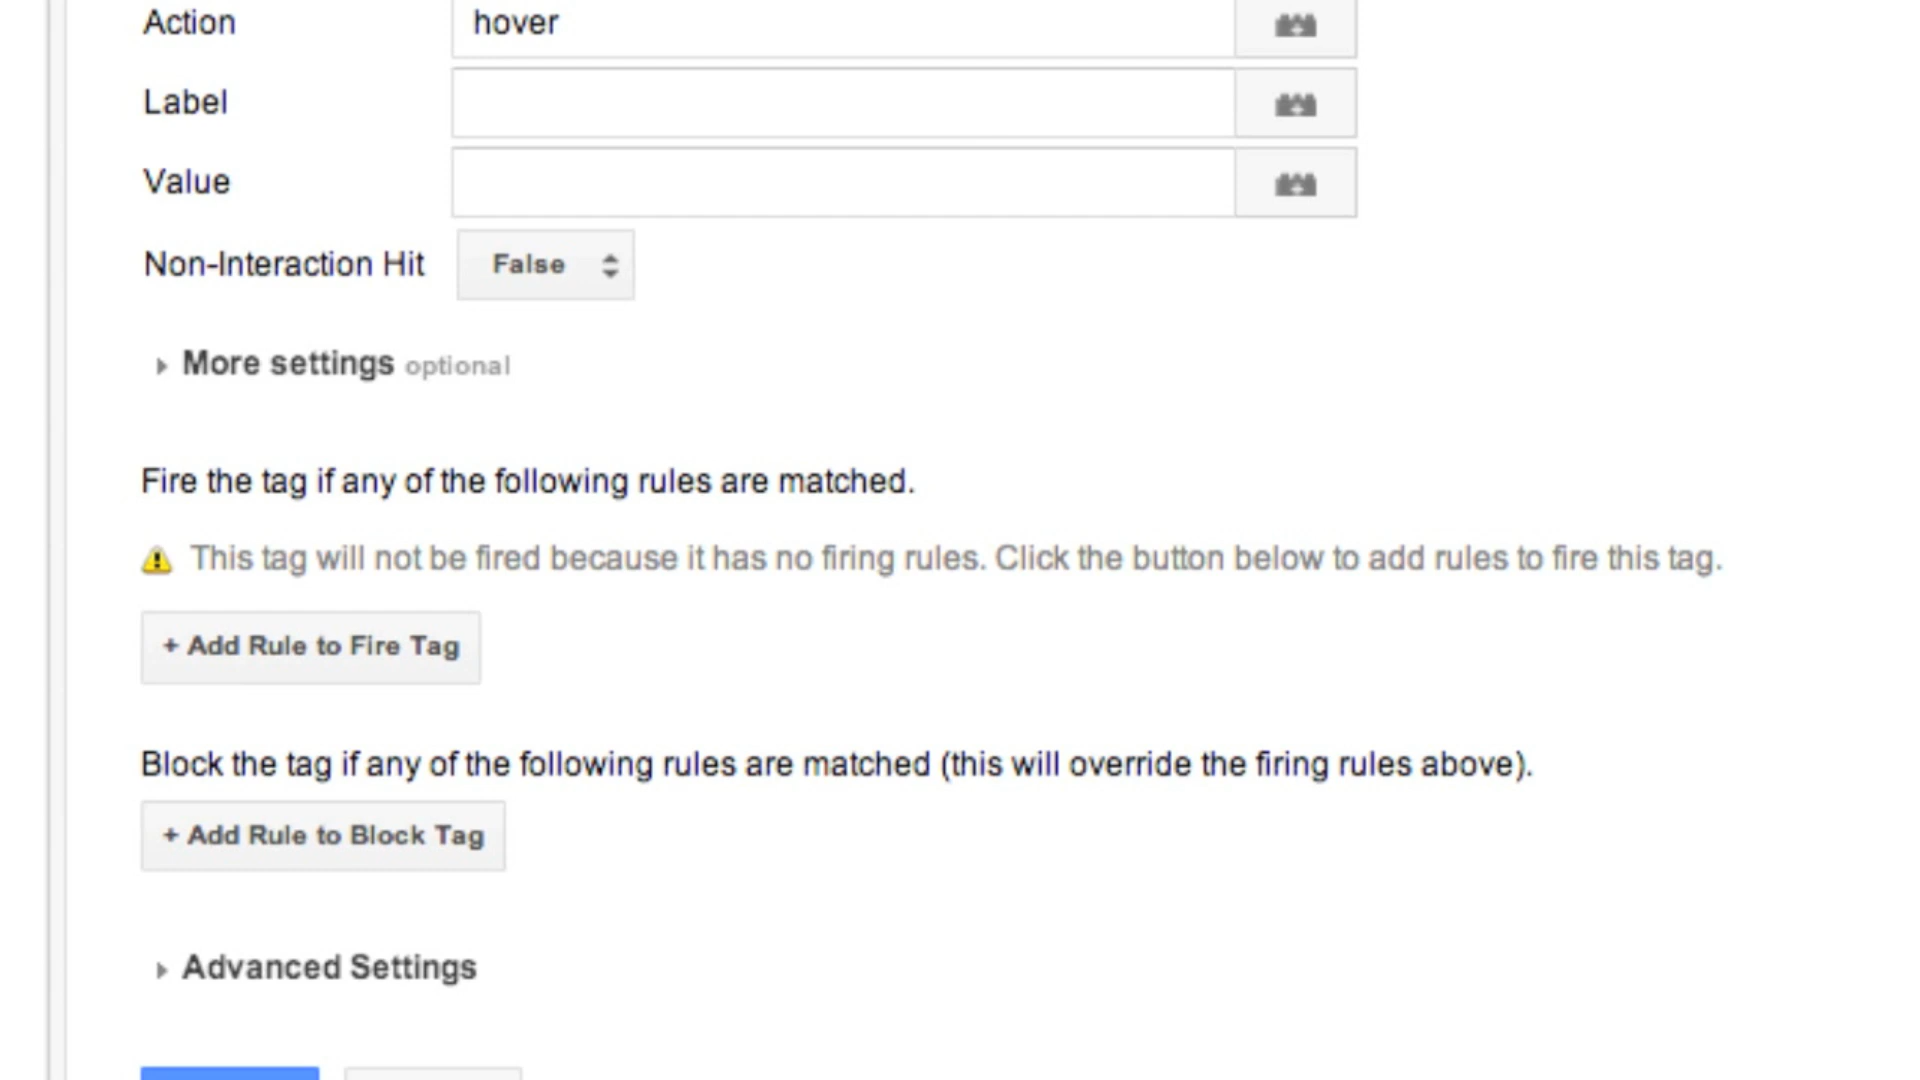 Action hover
Label
Value
Non-Interaction Hit False
More settings optional
Fire the tag if any of the following rules are matched.
This tag will not be fired because it has no firing rules. Click the button below to add rules to fire this tag.
+ Add Rule to Fire Tag
Block the tag if any of the following rules are matched (this will override the firing rules above).
+ Add Rule to Block Tag
Advanced Settings